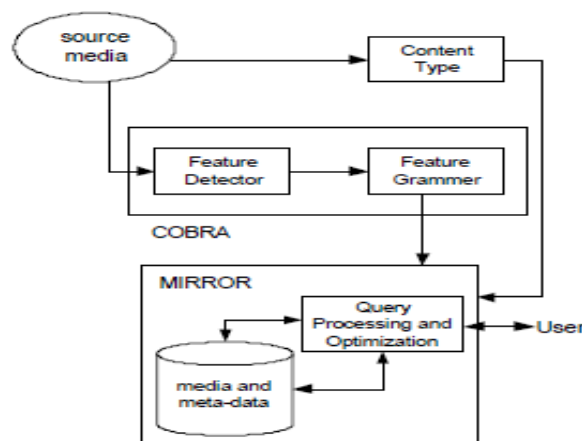 source
media
Content
Type
Feature
Detector
Feature
Grammer
COBRA
MIRROR
Query
Processing and
Optimization
User
media and
meta-data